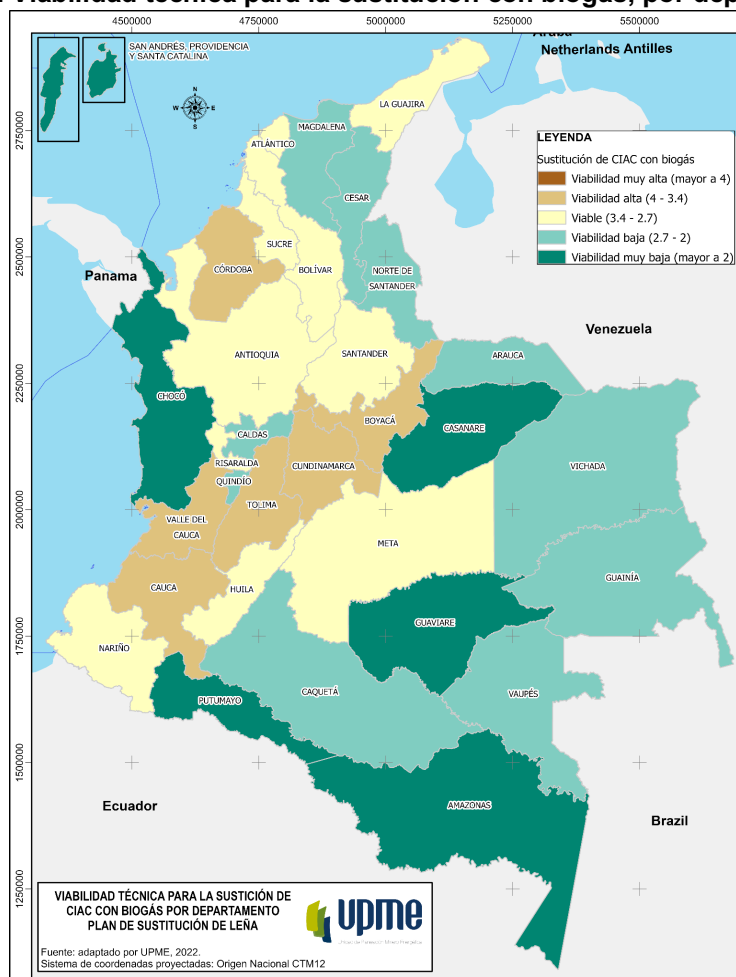 Viabilidad técnica para la sustitución con biogás, por dep
4500000
4750000
5000000
5250000
5500000
SAN ANDRÉS, PROVIDENCIA
Y SANTA CATALINA
Aruba
Netherlands Antilles
N
W
E
S
LA GUAJIRA
MAGDALENA
ATLÁNTICO
CESAR
LEYENDA
Sustitución de CIAC con biogás
Viabilidad muy alta (mayor a 4)
Viabilidad alta (4 - 3.4)
Viable (3.4 - 2.7)
Viabilidad baja (2.7 - 2)
Viabilidad muy baja (mayor a 2)
2750000
2500000
2250000
2000000
1750000
1500000
1250000
SUCRE
CÓRDOBA
BOLÍVAR
NORTE DE
SANTANDER
Panama
Venezuela
ANTIOQUIA
SANTANDER
ARAUCA
CHOCÓ
BOYACÁ
CASANARE
CALDAS
RISARALDA
CUNDINAMARCA
VICHADA
QUINDÍO
TOLIMA
VALLE DEL
CAUCA
META
GUAINÍA
CAUCA
HUILA
GUAVIARE
NARIÑO
CAQUETÁ
VAUPÉS
PUTUMAYO
Ecuador
AMAZONAS
Brazil
VIABILIDAD TÉCNICA PARA LA SUSTICIÓN DE
CIAC CON BIOGÁS POR DEPARTAMENTO
PLAN DE SUSTITUCIÓN DE LEÑA
upme
Unidad de Planeación Minero Energética
Fuente: adaptado por UPME, 2022.
Sistema de coordenadas proyectadas: Origen Nacional CTM12